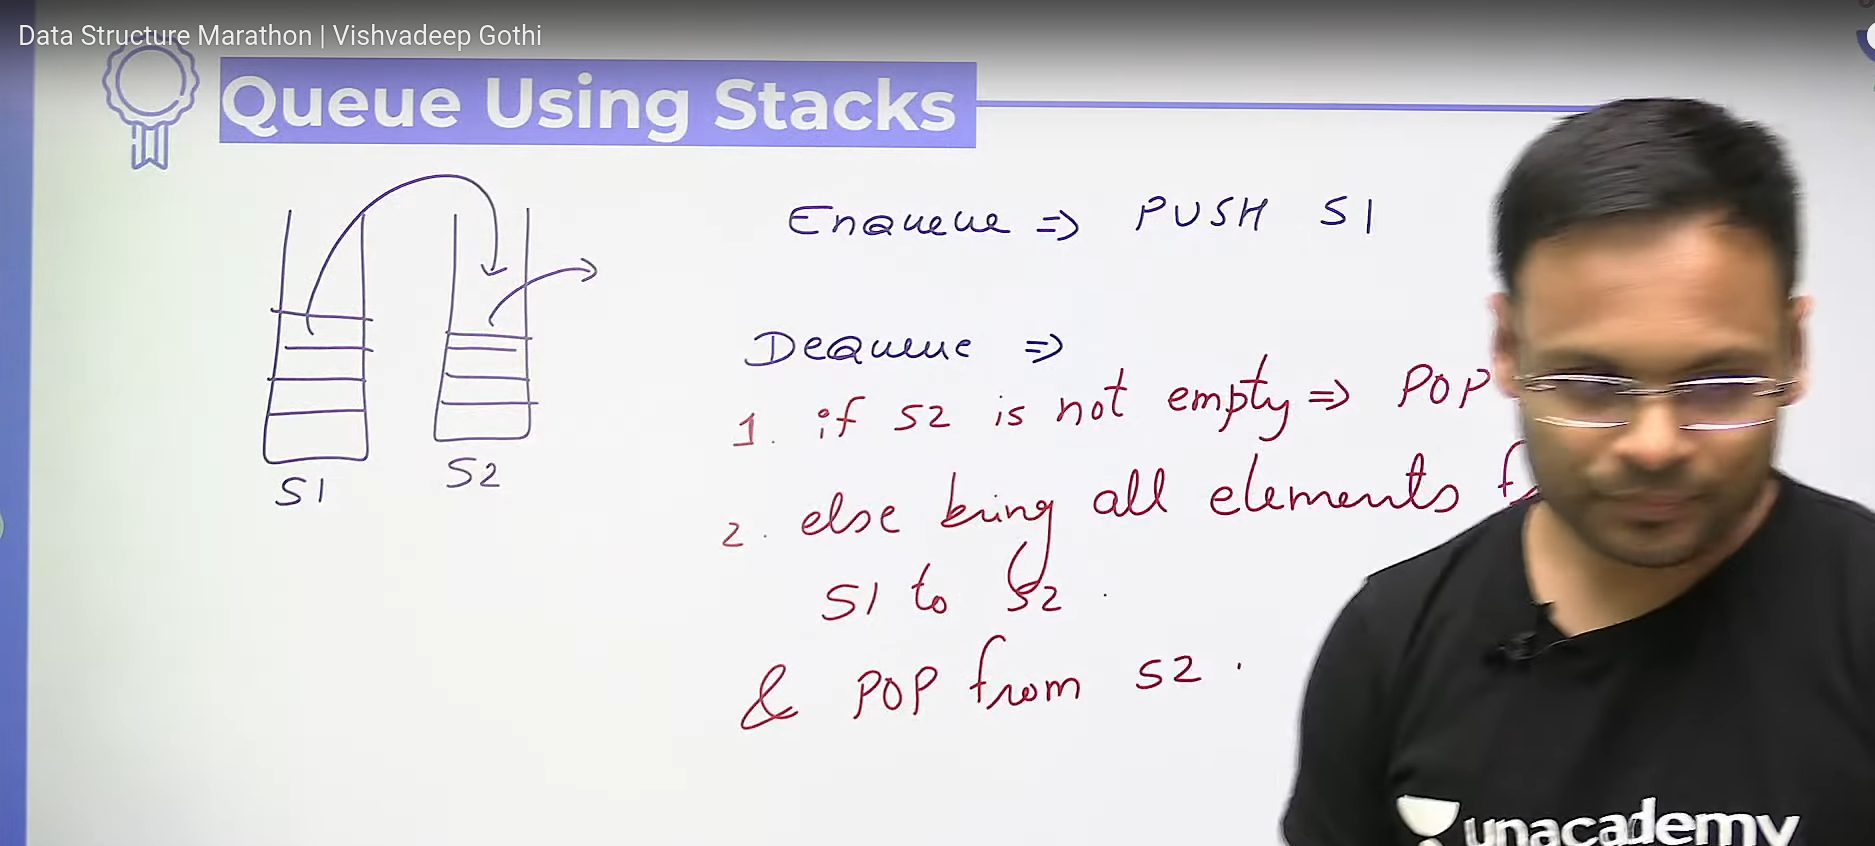 Data Structure Marathon | Vishvadeep Gothi
Queue Using Stacks
Enqueue => PUSH S1
Dequeue =>
1. if S2 is not empty => POP
2. else bring all elements
S1 to S2.
& POP from S2.
S1
S2
unacademy